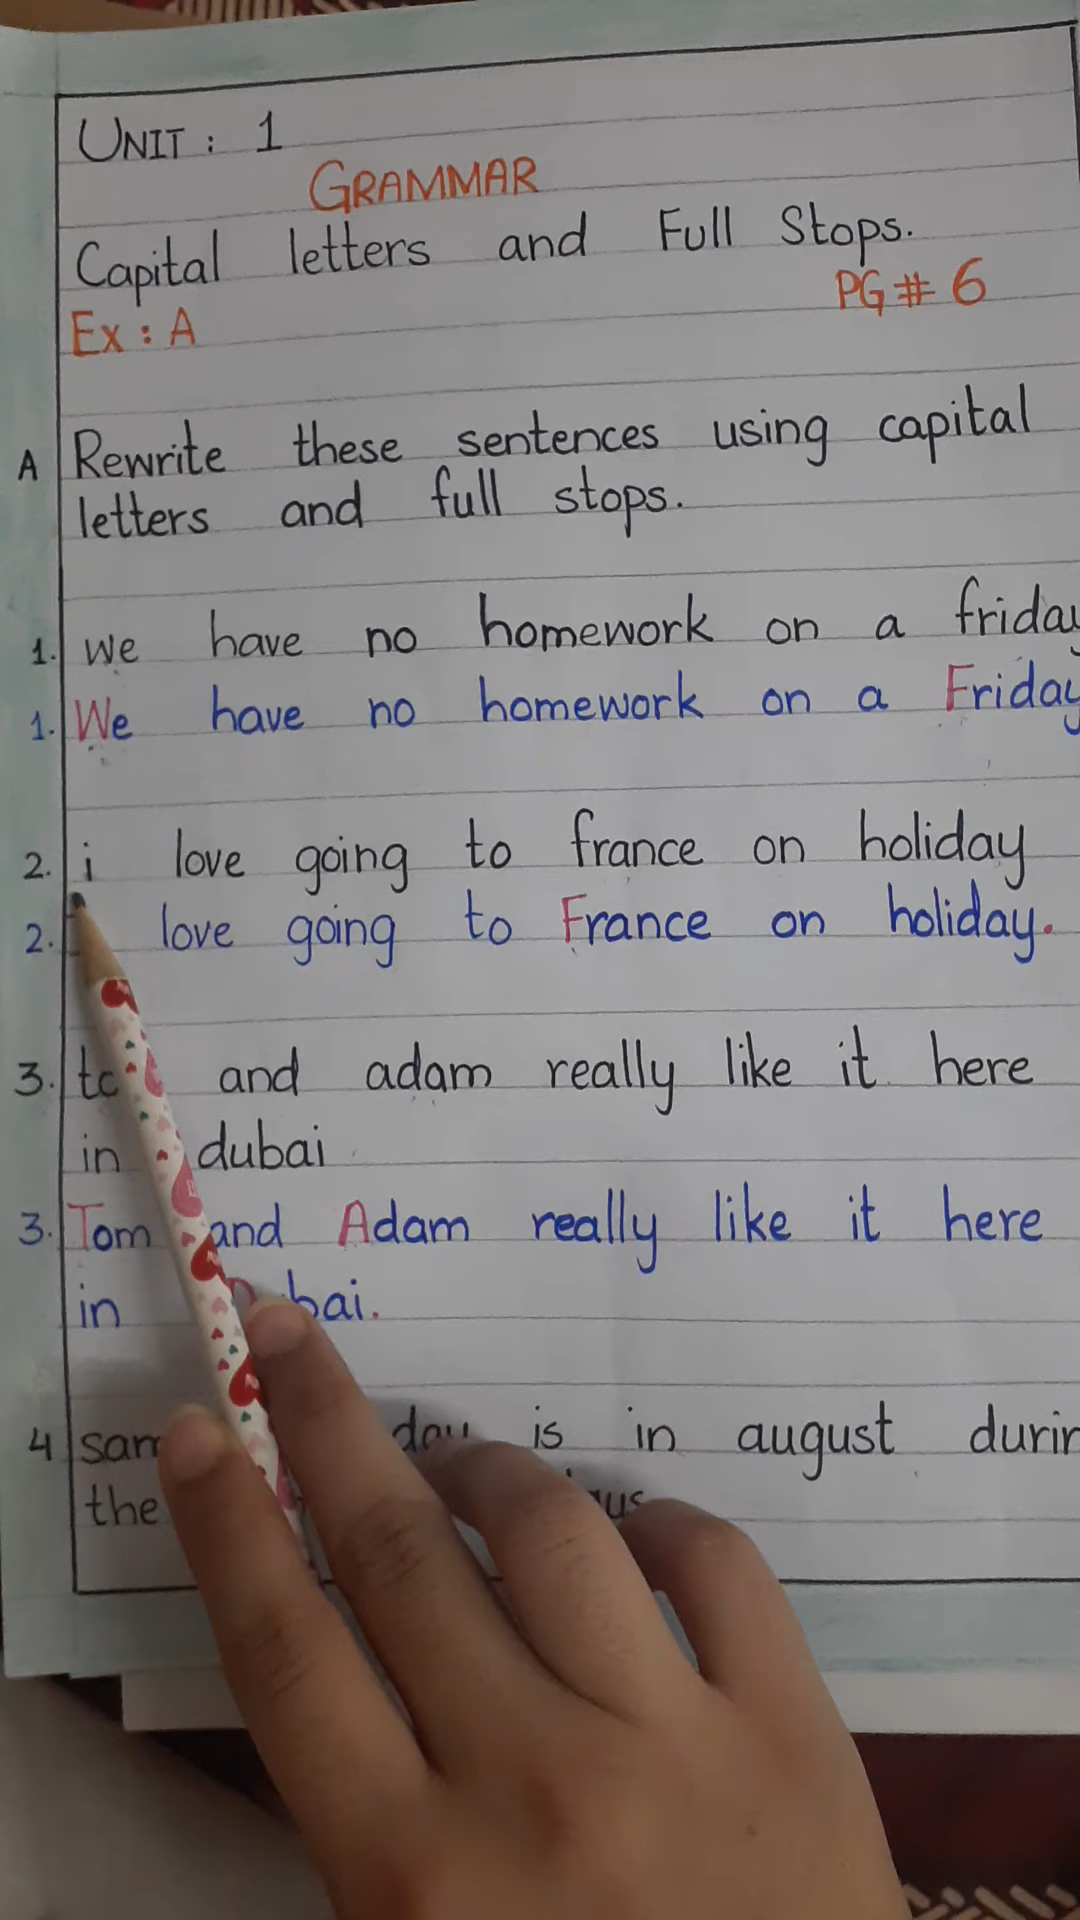 UNIT : 1
GRAMMAR
Capital letters and Full Stops.
PG # 6
Ex : A
A Rewrite these sentences using capital
letters and full stops.
1. we have no homework on a friday
1. We have no homework on a Friday
2. i love going to france on holiday
2. love going to France on holiday.
3. and adam really like it here
in dubai
3. Tom and Adam really like it here
in
4 is in august
the